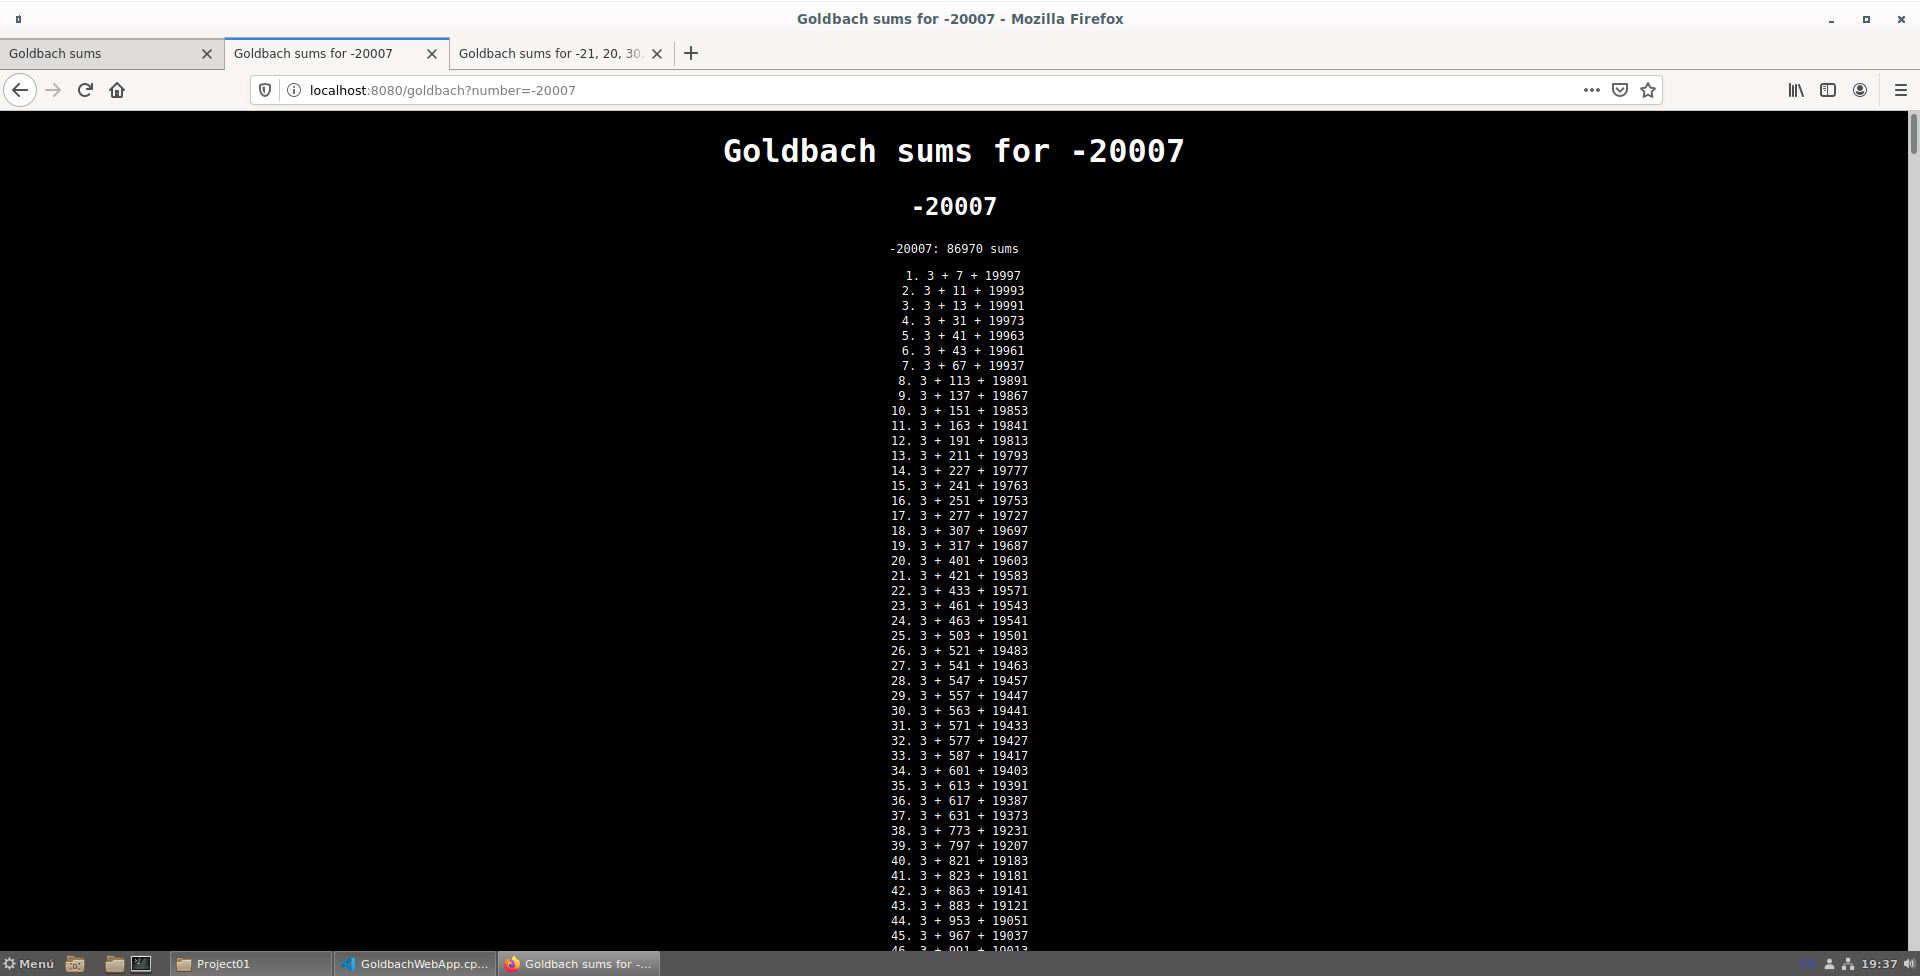 Goldbach sums for -20007 - Mozilla Firefox
Goldbach sums
Goldbach sums for -20007
Goldbach sums for -21, 20, 30,
localhost:8080/goldbach?number=-20007
Goldbach sums for -20007
-20007
-20007: 86970 sums
1. 3 + 7 + 19997
2. 3 + 11 + 19993
3. 3 + 13 + 19991
4. 3 + 31 + 19973
5. 3 + 41 + 19963
6. 3 + 43 + 19961
7. 3 + 67 + 19937
8. 3 + 113 + 19891
9. 3 + 137 + 19867
10. 3 + 151 + 19853
11. 3 + 163 + 19841
12. 3 + 191 + 19813
13. 3 + 211 + 19793
14. 3 + 227 + 19777
15. 3 + 241 + 19763
16. 3 + 251 + 19753
17. 3 + 277 + 19727
18. 3 + 307 + 19697
19. 3 + 317 + 19687
20. 3 + 401 + 19603
21. 3 + 421 + 19583
22. 3 + 433 + 19571
23. 3 + 461 + 19543
24. 3 + 463 + 19541
25. 3 + 503 + 19501
26. 3 + 521 + 19483
27. 3 + 541 + 19463
28. 3 + 547 + 19457
29. 3 + 557 + 19447
30. 3 + 563 + 19441
31. 3 + 571 + 19433
32. 3 + 577 + 19427
33. 3 + 587 + 19417
34. 3 + 601 + 19403
35. 3 + 613 + 19391
36. 3 + 617 + 19387
37. 3 + 631 + 19373
38. 3 + 773 + 19231
39. 3 + 797 + 19207
40. 3 + 821 + 19183
41. 3 + 823 + 19181
42. 3 + 863 + 19141
43. 3 + 883 + 19121
44. 3 + 953 + 19051
45. 3 + 967 + 19037
46. 3 + 991 + 19013
Menú
Project01
GoldbachWebApp.cp...
Goldbach sums for -...
19:37